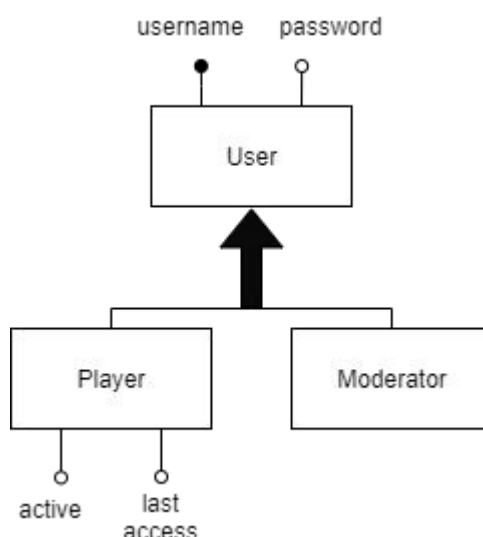 username password
User
Player Moderator
active last
access